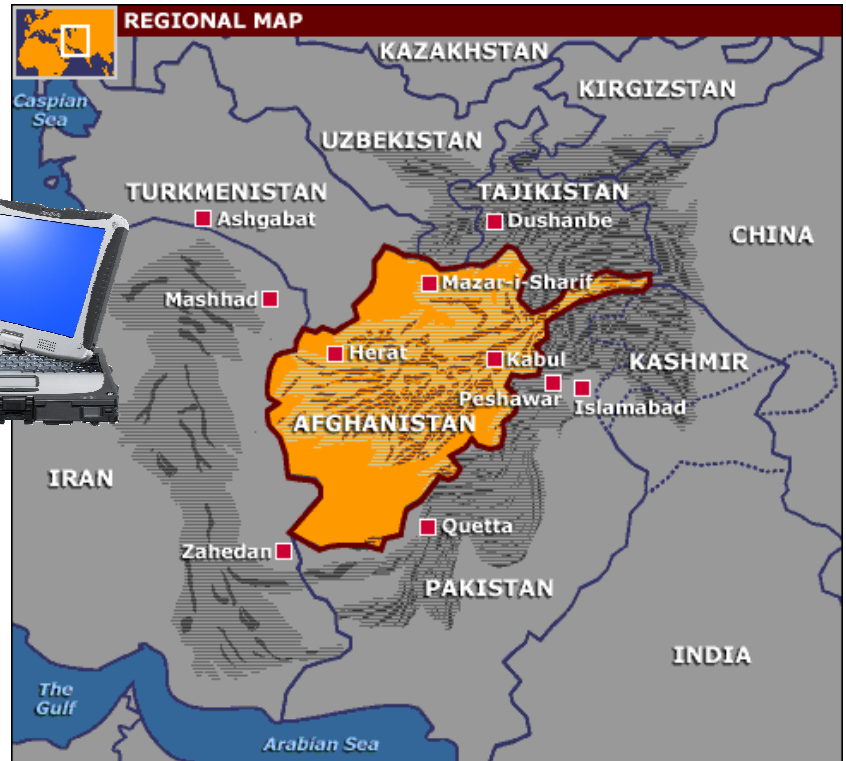 REGIONAL MAP
KAZAKHSTAN
KIRGIZSTAN
Caspian
Sea
UZBEKISTAN
TURKMENISTAN
TAJIKISTAN
Ashgabat
Dushanbe
CHINA
Mazar-i-Sharif
Mashhad
Herat
Kabul
KASHMIR
Peshawar
Islamabad
AFGHANISTAN
IRAN
Quetta
Zahedan
PAKISTAN
INDIA
The
Gulf
Arabian Sea